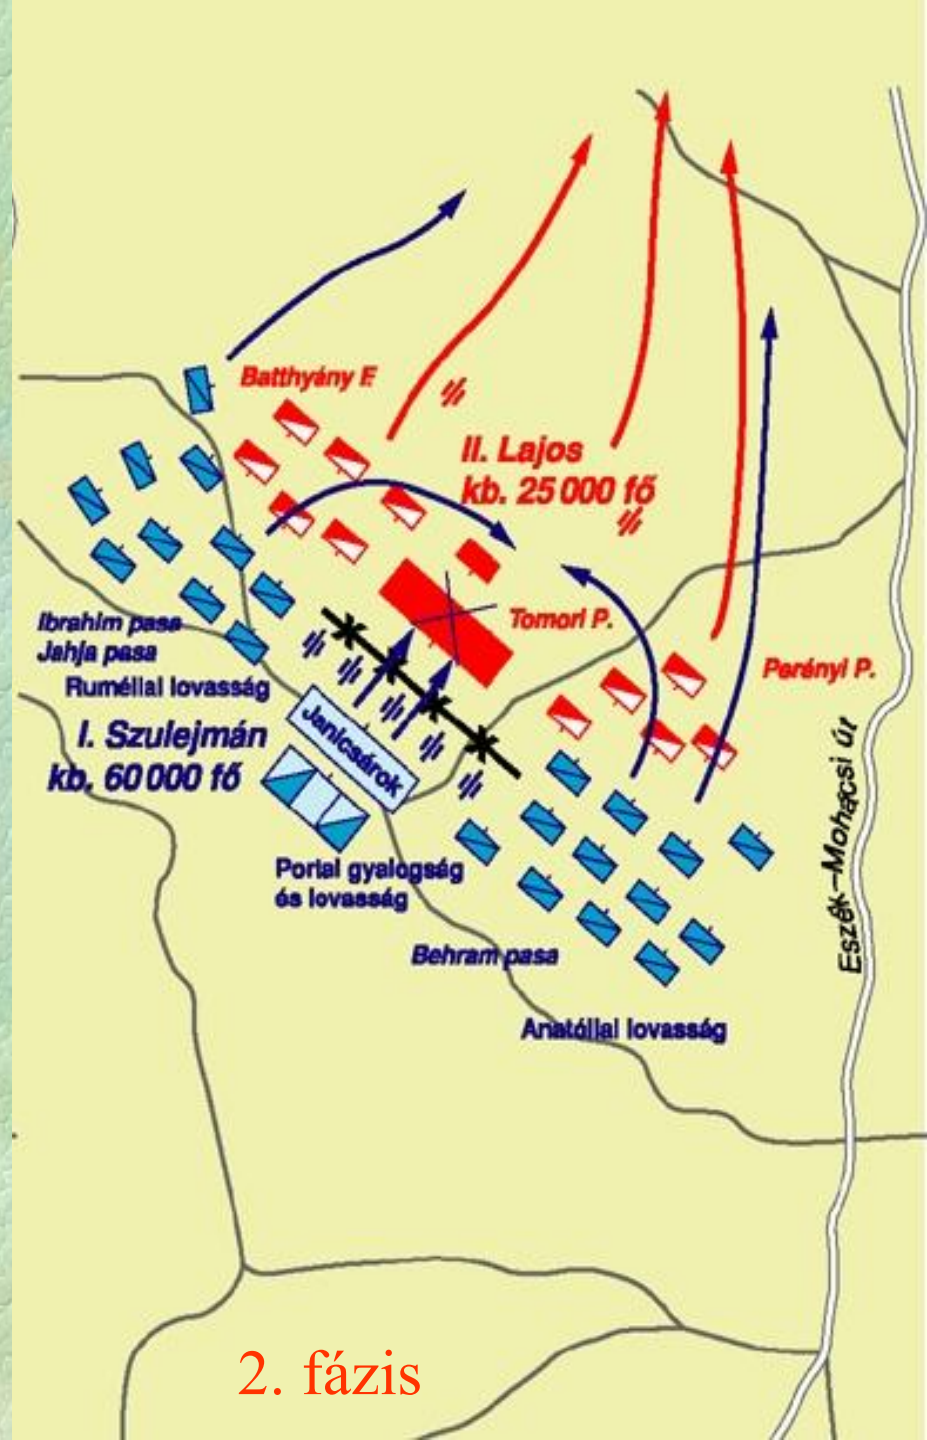 Batthyány F.
II. Lajos
kb. 25 000 fő
Tomori P.
Perényi P.
Ibrahim pasa
Jahja pasa
Ruméliai lovasság
I. Szulejmán
kb. 60 000 fő
Janicsárok
Portai gyalogság
és lovasság
Behram pasa
Anatóliai lovasság
Eszék–Mohácsi út
2. fázis